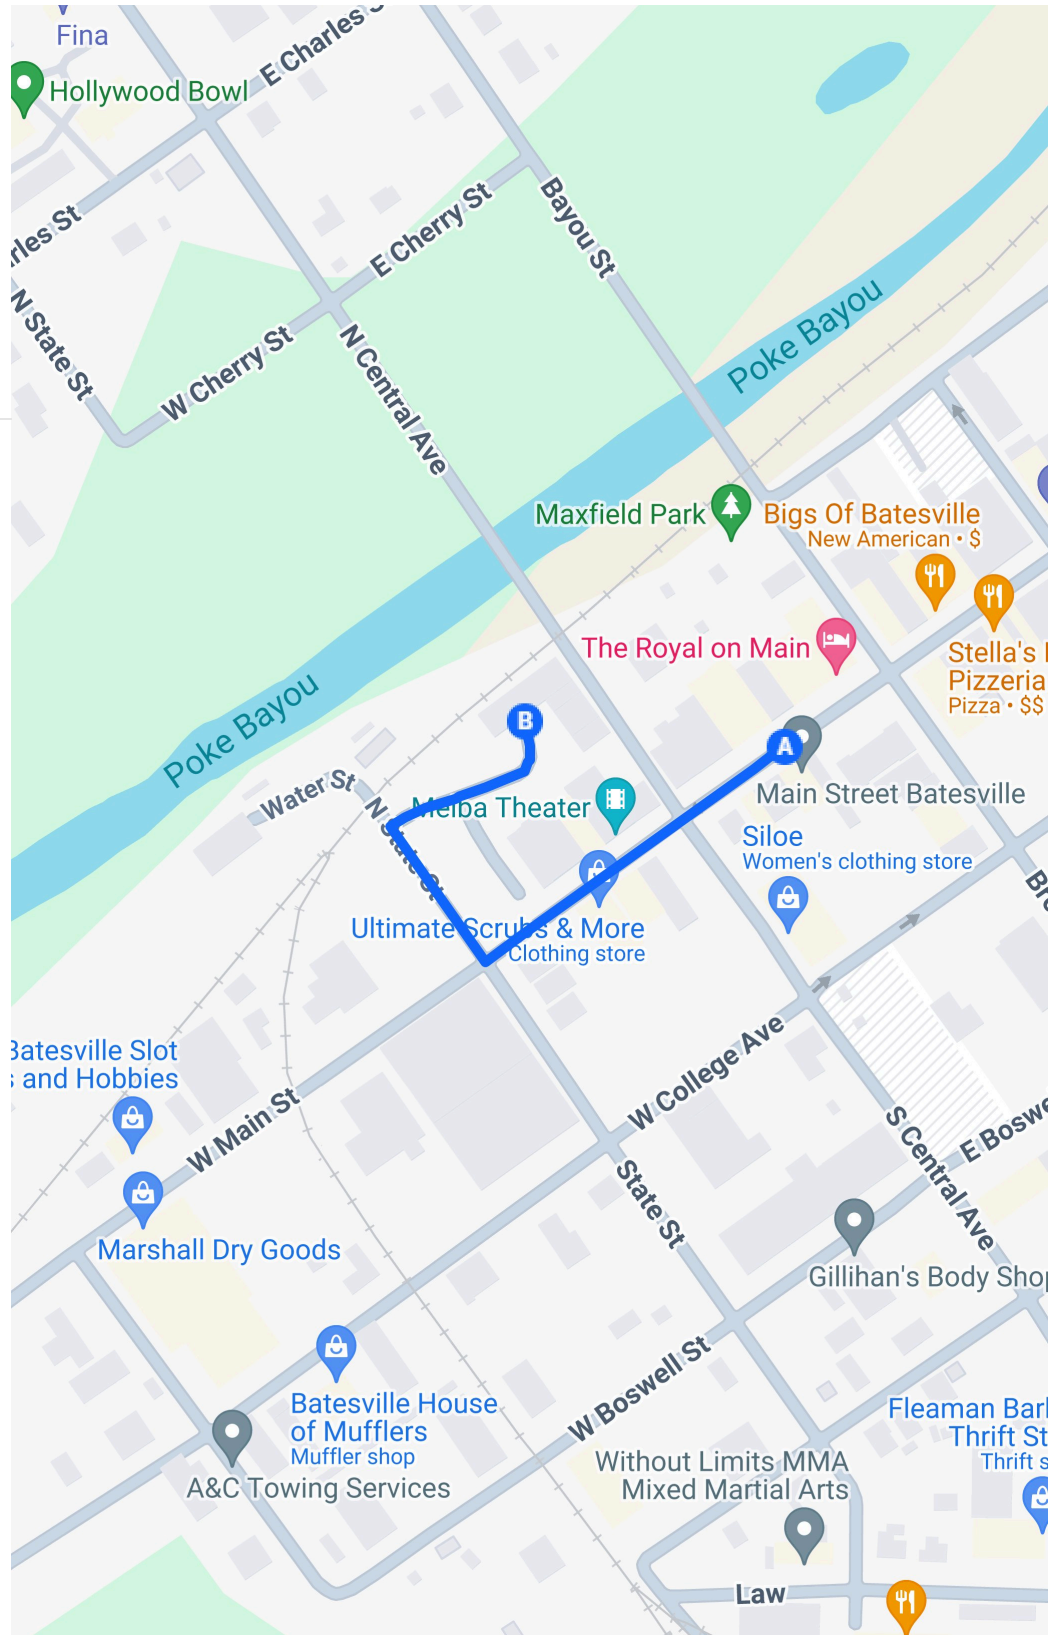 Fina
E Charles S
Hollywood Bowl
rles St
E Cherry St
Bayou St
N State St
W Cherry St
N Central Ave
Poke Bayou
Maxfield Park
Bigs Of Batesville
New American • $
The Royal on Main
Stella's
Pizzeria
Pizza • $$
Poke Bayou
B
A
Water St
N State St
Melba Theater
Main Street Batesville
Siloe
Women's clothing store
Ultimate Scrubs & More
Clothing store
Batesville Slot
s and Hobbies
W Main St
W College Ave
S Central Ave
E Boswe
State St
Marshall Dry Goods
Gillihan's Body Shop
Batesville House
of Mufflers
Muffler shop
W Boswell St
A&C Towing Services
Without Limits MMA
Mixed Martial Arts
Fleaman Bar
Thrift St
Thrift s
Law